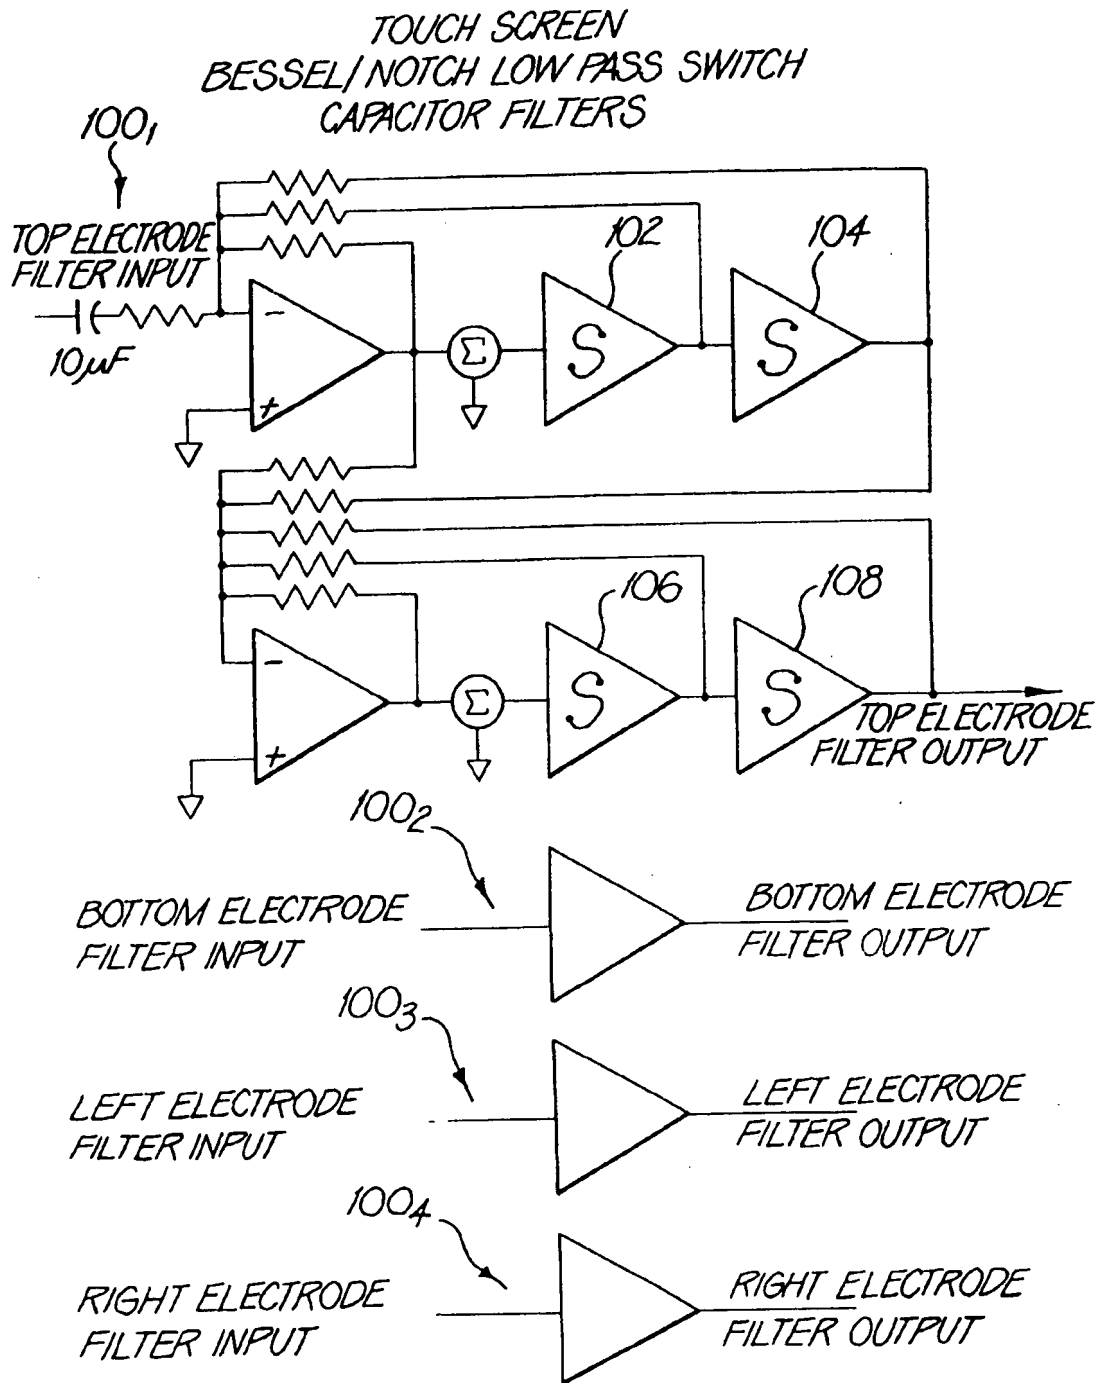 TOUCH SCREEN
BESSEL/NOTCH LOW PASS SWITCH
CAPACITOR FILTERS
100₁
TOP ELECTRODE
FILTER INPUT
10μF
102
104
-
+
Σ
S
S
106
108
-
+
Σ
S
S
TOP ELECTRODE
FILTER OUTPUT
100₂
BOTTOM ELECTRODE
FILTER INPUT
BOTTOM ELECTRODE
FILTER OUTPUT
100₃
LEFT ELECTRODE
FILTER INPUT
LEFT ELECTRODE
FILTER OUTPUT
100₄
RIGHT ELECTRODE
FILTER INPUT
RIGHT ELECTRODE
FILTER OUTPUT